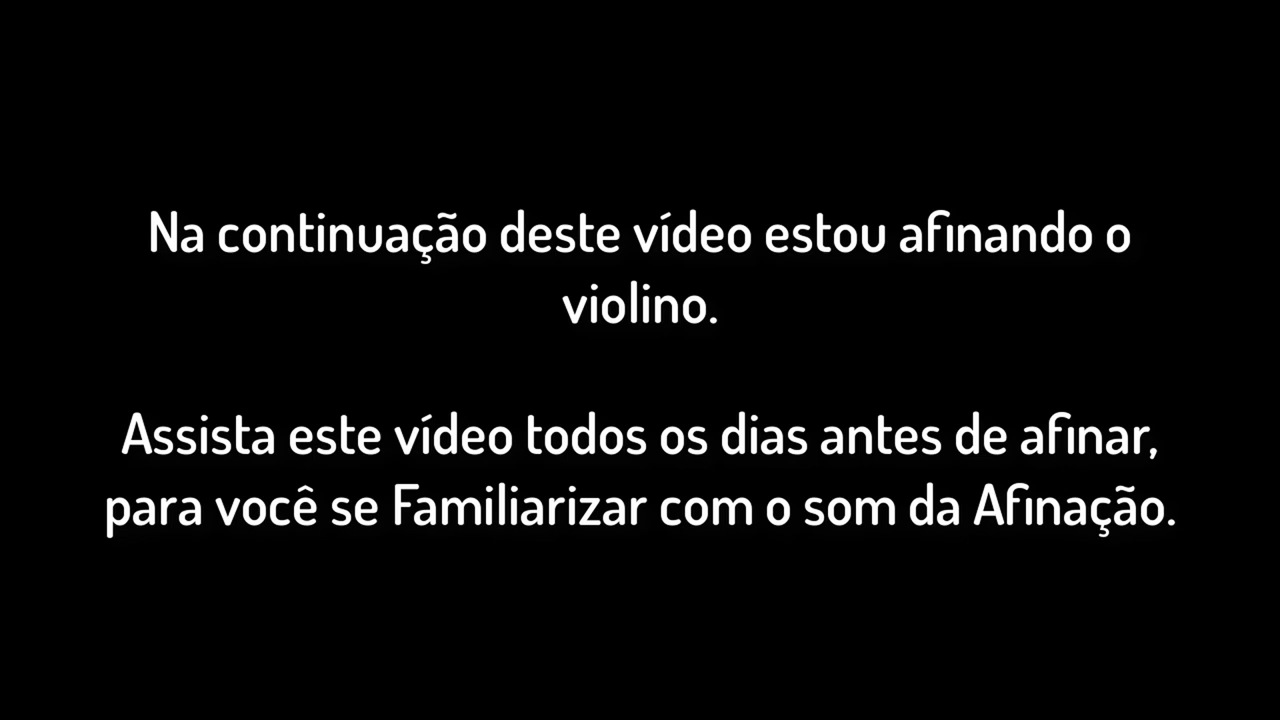 Na continuação deste vídeo estou afinando o
violino.
Assista este vídeo todos os dias antes de afinar,
para você se Familiarizar com o som da Afinação.